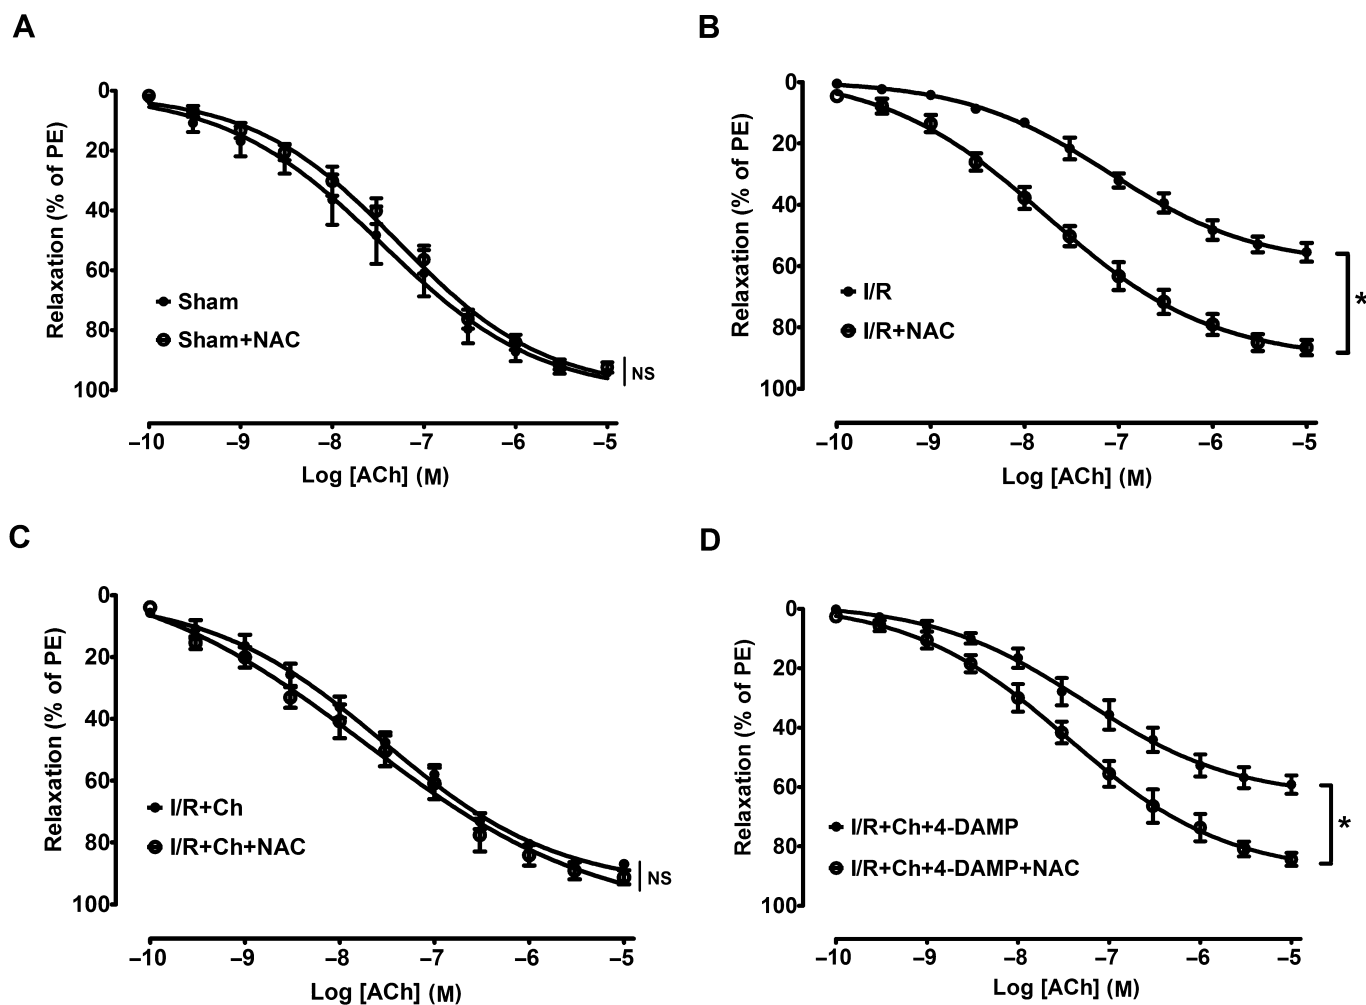 A
0
20
40
60
80
100
Relaxation (% of PE)
Sham
Sham+NAC
NS
–10 –9 –8 –7 –6 –5
Log [ACh] (M)
B
0
20
40
60
80
100
Relaxation (% of PE)
I/R
I/R+NAC
*
–10 –9 –8 –7 –6 –5
Log [ACh] (M)
C
0
20
40
60
80
100
Relaxation (% of PE)
I/R+Ch
I/R+Ch+NAC
NS
–10 –9 –8 –7 –6 –5
Log [ACh] (M)
D
0
20
40
60
80
100
Relaxation (% of PE)
I/R+Ch+4-DAMP
I/R+Ch+4-DAMP+NAC
*
–10 –9 –8 –7 –6 –5
Log [ACh] (M)